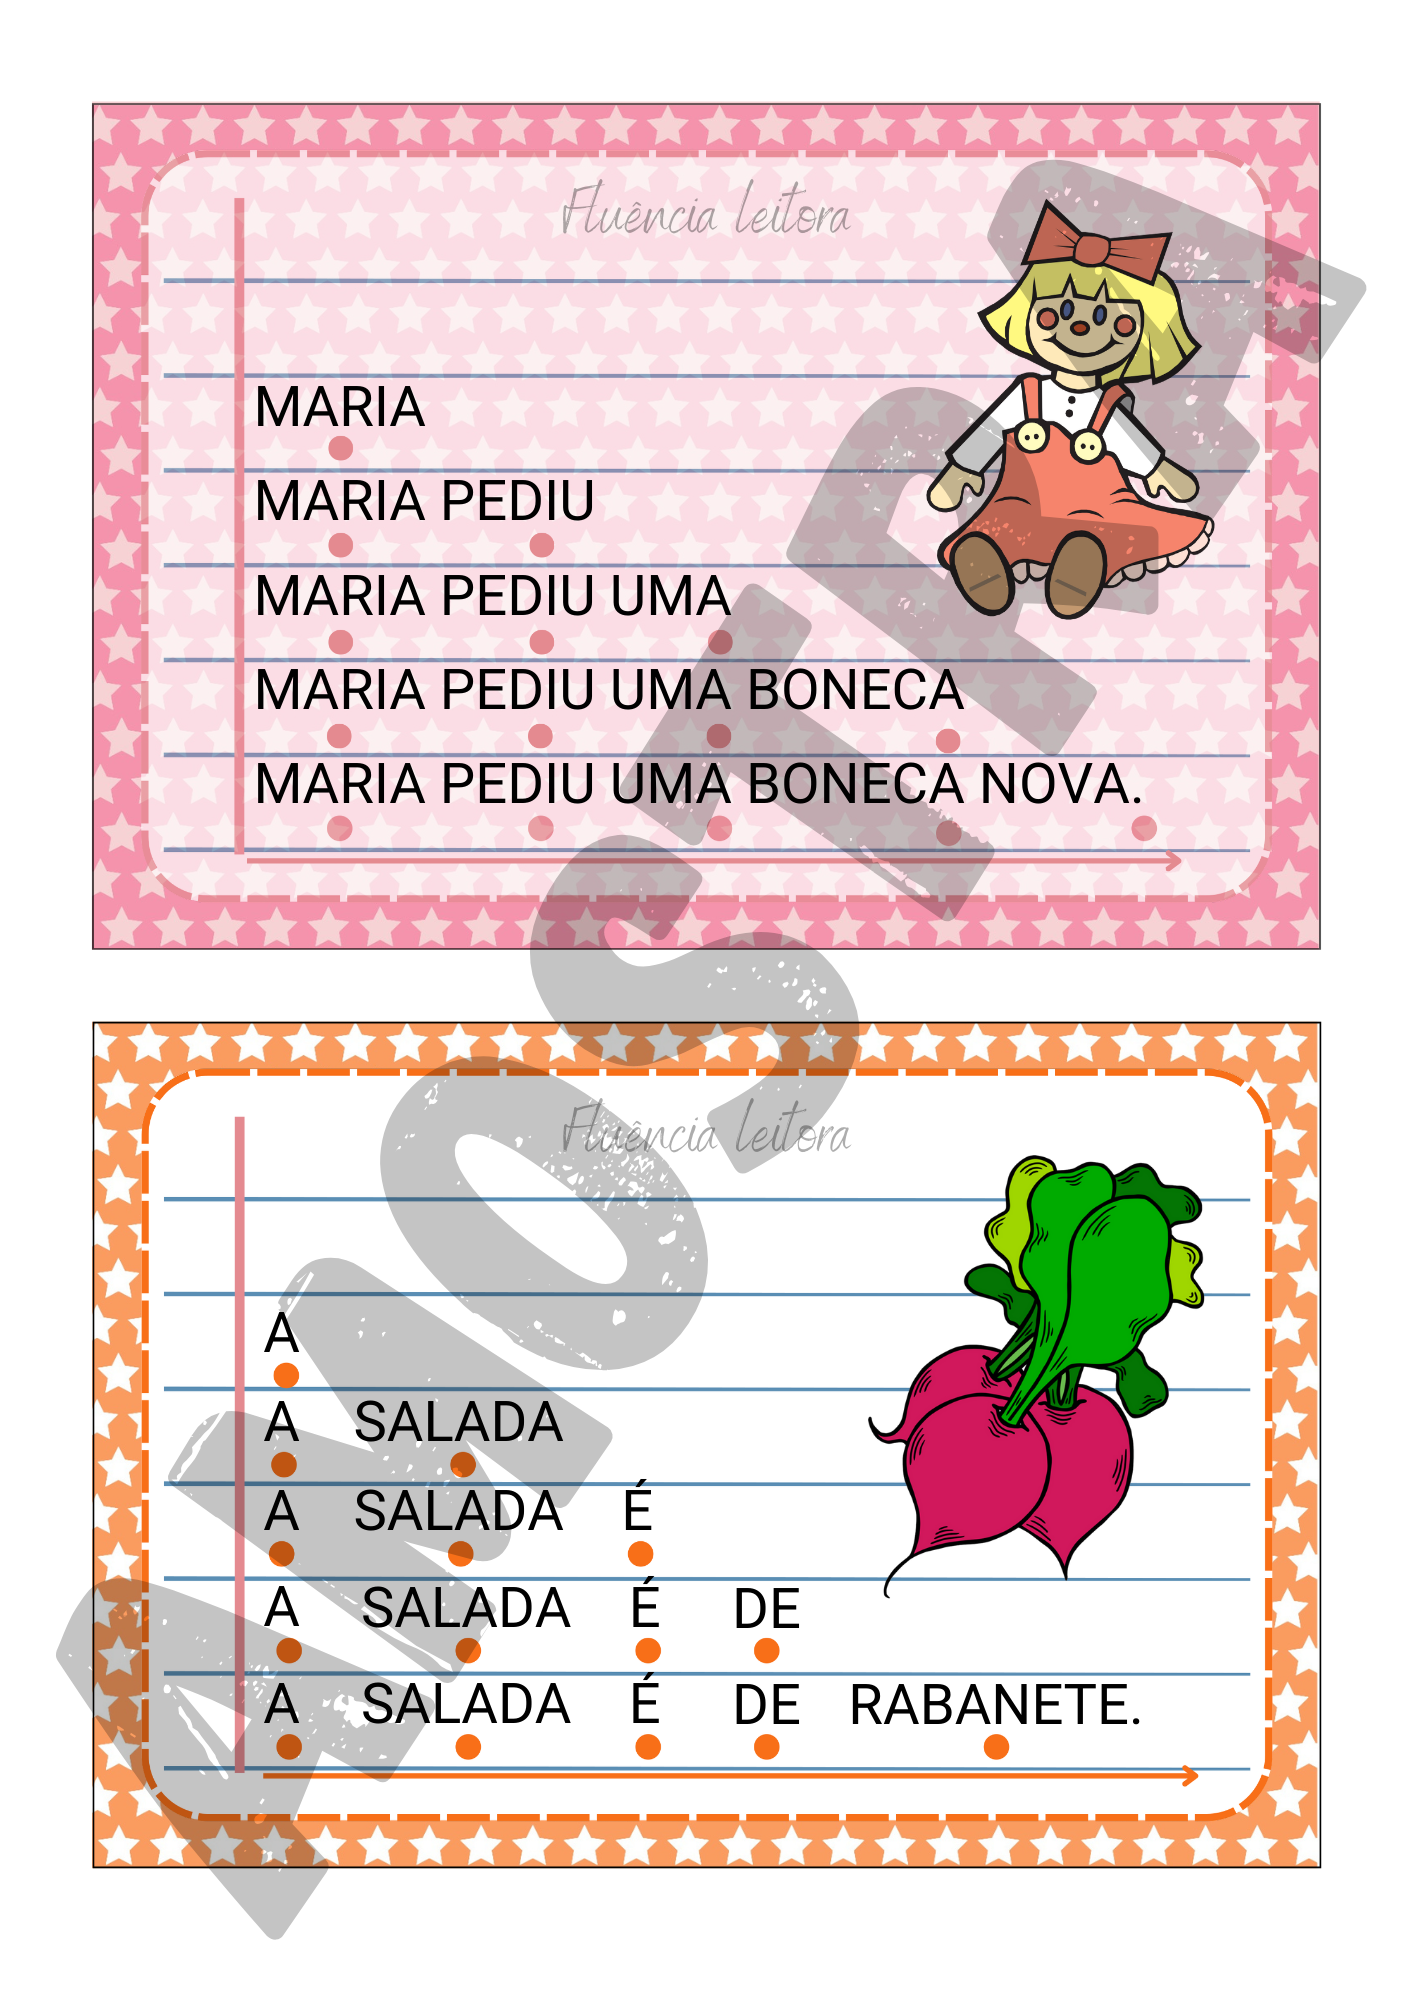 Fluência leitora
MARIA
MARIA PEDIU
MARIA PEDIU UMA
MARIA PEDIU UMA BONECA
MARIA PEDIU UMA BONECA NOVA.
Fluência leitora
A
A SALADA
A SALADA É
A SALADA É DE
A SALADA É DE RABANETE.
AMOSTRA